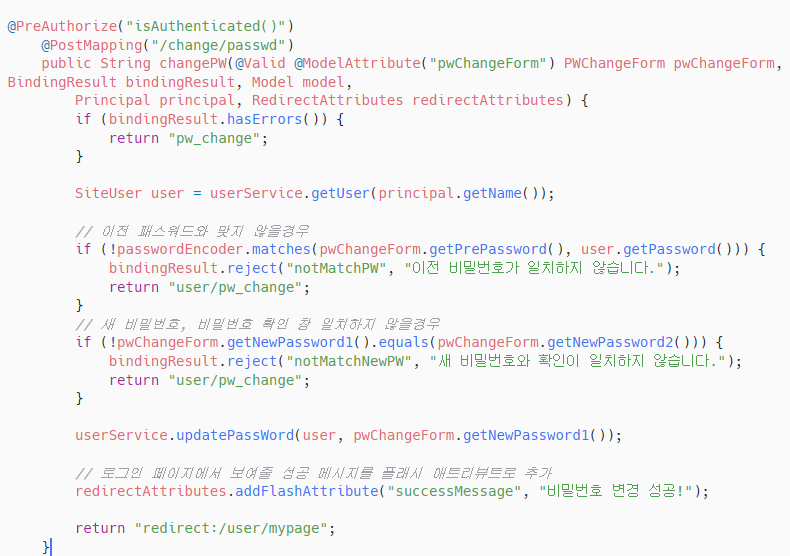 @PreAuthorize("isAuthenticated()")
    @PostMapping("/change/passwd")
    public String changePW(@Valid @ModelAttribute("pwChangeForm") PWChangeForm pwChangeForm,
BindingResult bindingResult, Model model,
        Principal principal, RedirectAttributes redirectAttributes) {
        if (bindingResult.hasErrors()) {
            return "pw_change";
        }

        SiteUser user = userService.getUser(principal.getName());

        // 이전 패스워드와 맞지 않을경우
        if (!passwordEncoder.matches(pwChangeForm.getPrePassword(), user.getPassword())) {
            bindingResult.reject("notMatchPW", "이전 비밀번호가 일치하지 않습니다.");
            return "user/pw_change";
        }
        // 새 비밀번호, 비밀번호 확인 창 일치하지 않을경우
        if (!pwChangeForm.getNewPassword1().equals(pwChangeForm.getNewPassword2())) {
            bindingResult.reject("notMatchNewPW", "새 비밀번호와 확인이 일치하지 않습니다.");
            return "user/pw_change";
        }

        userService.updatePassWord(user, pwChangeForm.getNewPassword1());

        // 로그인 페이지에서 보여줄 성공 메시지를 플래시 애트리뷰트로 추가
        redirectAttributes.addFlashAttribute("successMessage", "비밀번호 변경 성공!");

        return "redirect:/user/mypage";
    }